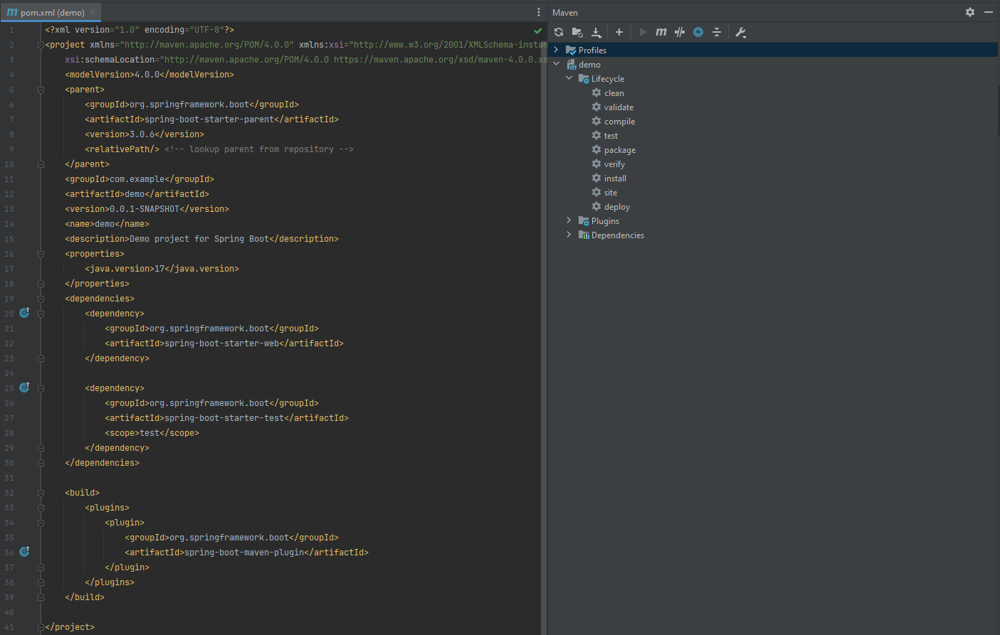 pom.xml (demo)
1 <?xml version="1.0" encoding="UTF-8"?>
2 <project xmlns="http://maven.apache.org/POM/4.0.0" xmlns:xsi="http://www.w3.org/2001/XMLSchema-instan
3 xsi:schemaLocation="http://maven.apache.org/POM/4.0.0 https://maven.apache.org/xsd/maven-4.0.0.xs
4 <modelVersion>4.0.0</modelVersion>
5 <parent>
6 <groupId>org.springframework.boot</groupId>
7 <artifactId>spring-boot-starter-parent</artifactId>
8 <version>3.0.6</version>
9 <relativePath/> <!-- lookup parent from repository -->
10 </parent>
11 <groupId>com.example</groupId>
12 <artifactId>demo</artifactId>
13 <version>0.0.1-SNAPSHOT</version>
14 <name>demo</name>
15 <description>Demo project for Spring Boot</description>
16 <properties>
17 <java.version>17</java.version>
18 </properties>
19 <dependencies>
20 <dependency>
21 <groupId>org.springframework.boot</groupId>
22 <artifactId>spring-boot-starter-web</artifactId>
23 </dependency>
24
25 <dependency>
26 <groupId>org.springframework.boot</groupId>
27 <artifactId>spring-boot-starter-test</artifactId>
28 <scope>test</scope>
29 </dependency>
30 </dependencies>
31
32 <build>
33 <plugins>
34 <plugin>
35 <groupId>org.springframework.boot</groupId>
36 <artifactId>spring-boot-maven-plugin</artifactId>
37 </plugin>
38 </plugins>
39 </build>
40
41 </project>
Maven
Profiles
demo
Lifecycle
clean
validate
compile
test
package
verify
install
site
deploy
Plugins
Dependencies